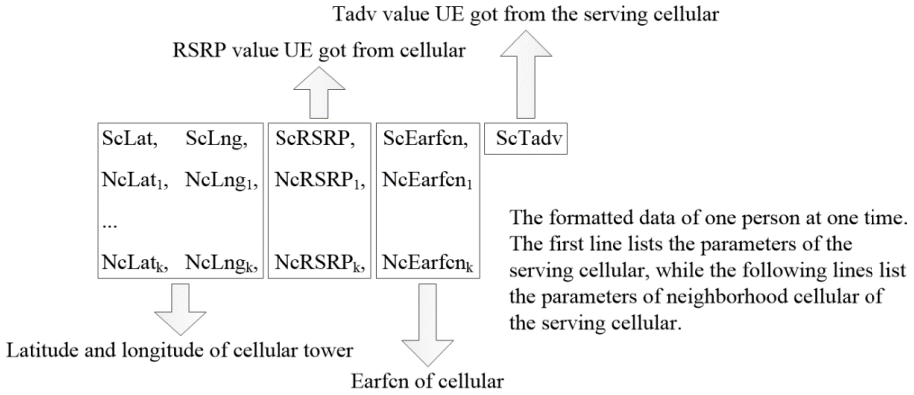 Tadv value UE got from the serving cellular
RSRP value UE got from cellular
ScLat, ScLng, ScRSRP, ScEarfcn, ScTadv
NcLat₁, NcLng₁, NcRSRP₁, NcEarfcn₁
...
NcLatₖ, NcLngₖ, NcRSRPₖ, NcEarfcnₖ
The formatted data of one person at one time.
The first line lists the parameters of the
serving cellular, while the following lines list
the parameters of neighborhood cellular of
the serving cellular.
Latitude and longitude of cellular tower
Earfcn of cellular